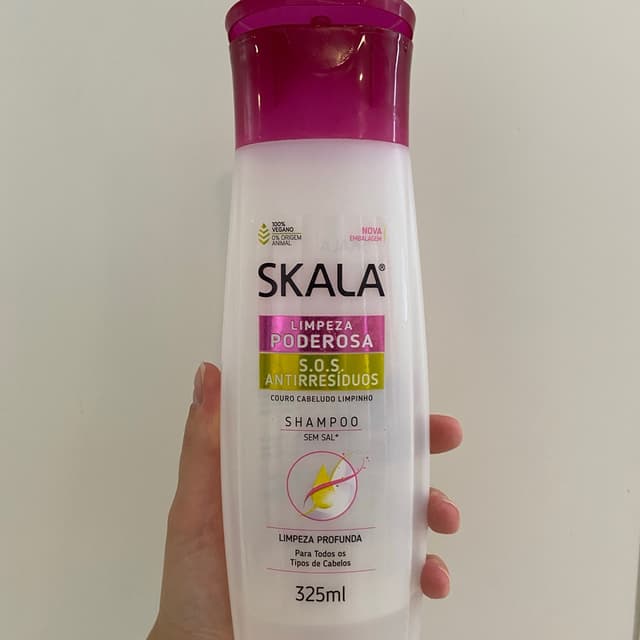 100%
VEGANO
0% ORIGEM
ANIMAL
NOVA
EMBALAGEM
SKALA®
LIMPEZA
PODEROSA
S.O.S.
ANTIRRESÍDUOS
COURO CABELUDO LIMPINHO
SHAMPOO
SEM SAL*
LIMPEZA PROFUNDA
Para Todos os
Tipos de Cabelos
325ml